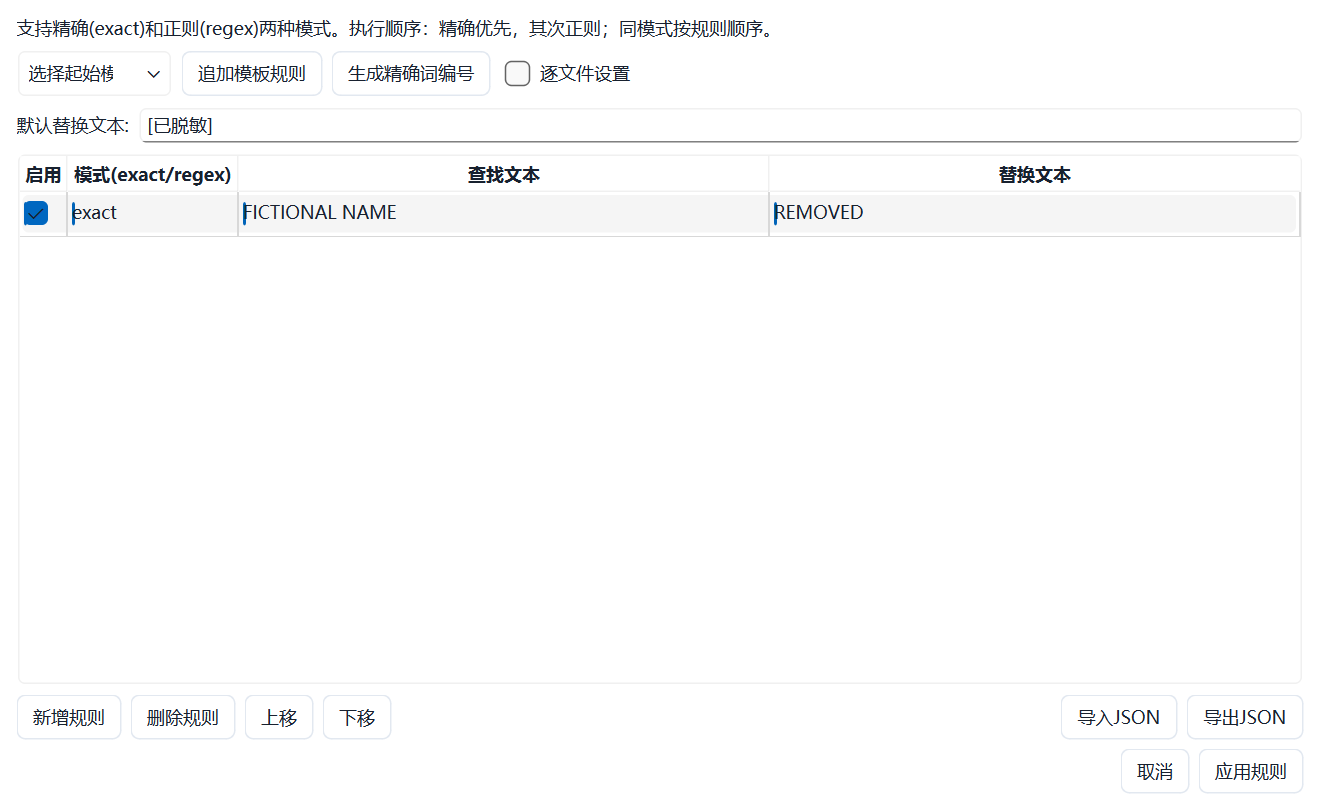 支持精确(exact)和正则(regex)两种模式。执行顺序：精确优先，其次正则；同模式按规则顺序。
选择起始模 追加模板规则 生成精确词编号 逐文件设置
默认替换文本: [已脱敏]
启用 模式(exact/regex) 查找文本 替换文本
exact FICTIONAL NAME REMOVED
新增规则 删除规则 上移 下移 导入JSON 导出JSON
取消 应用规则